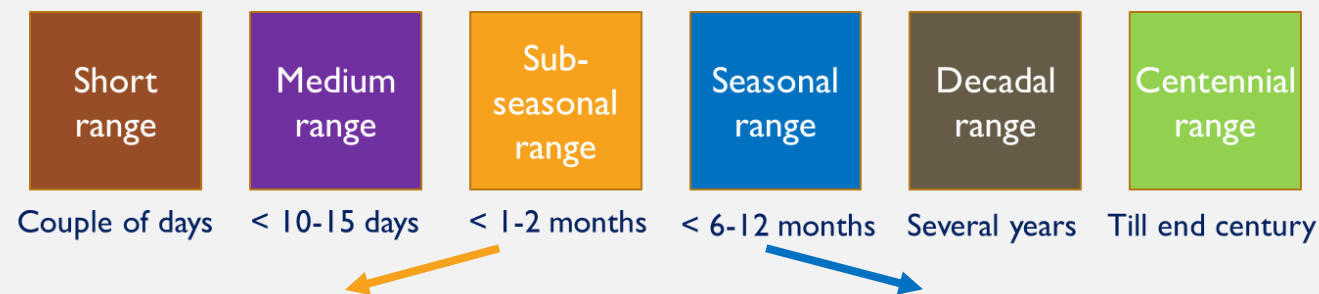 Short
range
Medium
range
Sub-
seasonal
range
Seasonal
range
Decadal
range
Centennial
range
Couple of days
< 10-15 days
< 1-2 months
< 6-12 months
Several years
Till end century